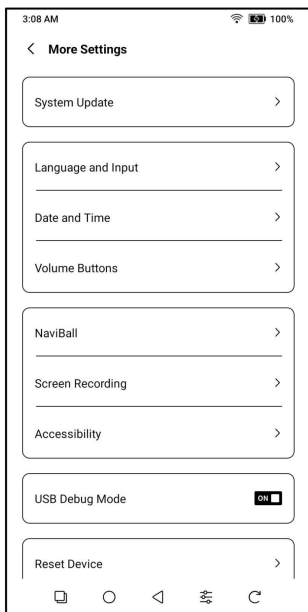 3:08 AM 100%
More Settings
System Update
Language and Input
Date and Time
Volume Buttons
NaviBall
Screen Recording
Accessibility
USB Debug Mode ON
Reset Device